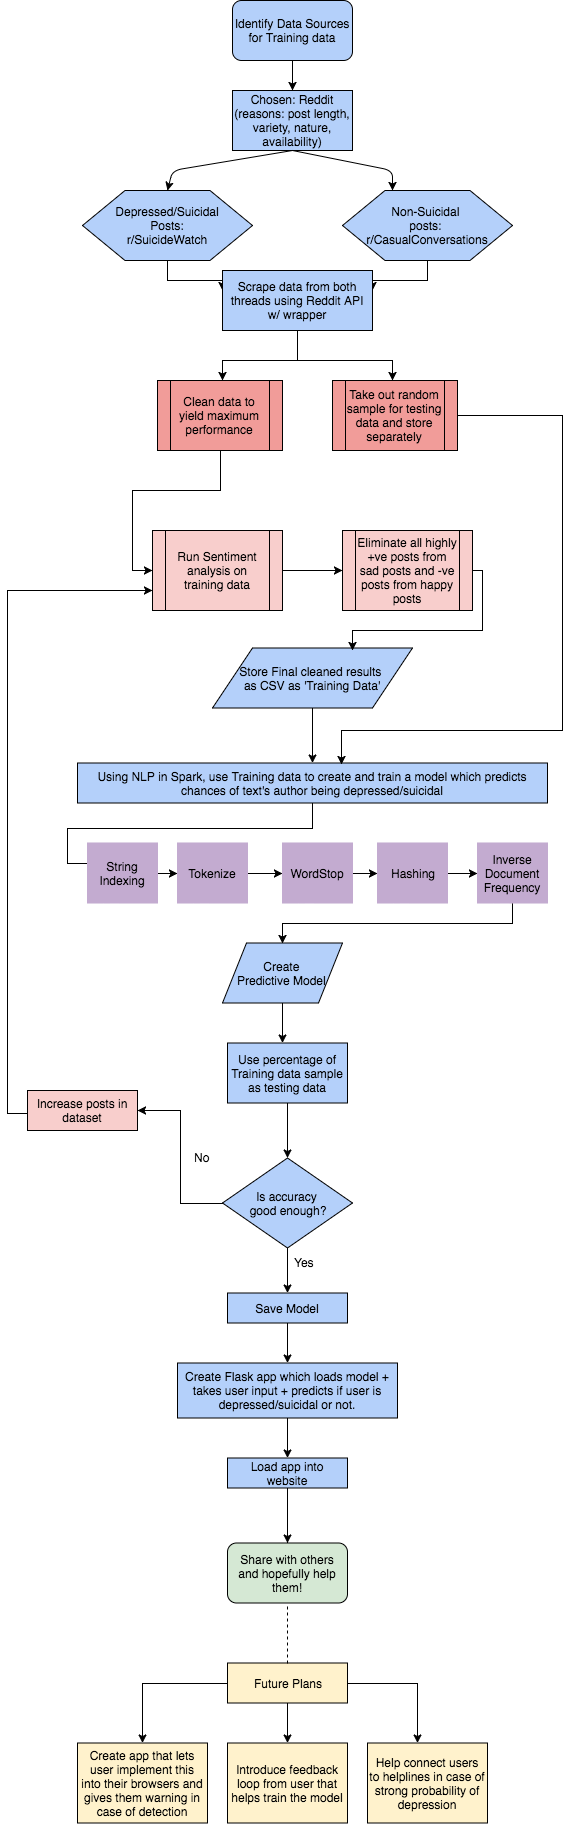 Identify Data Sources
for Training data
Chosen: Reddit
(reasons: post length,
variety, nature,
availability)
Depressed/Suicidal
Posts:
r/SuicideWatch
Non-Suicidal
posts:
r/CasualConversations
Scrape data from both
threads using Reddit API
w/ wrapper
Clean data to
yield maximum
performance
Take out random
sample for testing
data and store
separately
Run Sentiment
analysis on
training data
Eliminate all highly
+ve posts from
sad posts and -ve
posts from happy
posts
Store Final cleaned results
as CSV as 'Training Data'
Using NLP in Spark, use Training data to create and train a model which predicts
chances of text's author being depressed/suicidal
String
Indexing
Tokenize
WordStop
Hashing
Inverse
Document
Frequency
Create
Predictive Model
Use percentage of
Training data sample
as testing data
Increase posts in
dataset
No
Is accuracy
good enough?
Yes
Save Model
Create Flask app which loads model +
takes user input + predicts if user is
depressed/suicidal or not.
Load app into
website
Share with others
and hopefully help
them!
Future Plans
Create app that lets
user implement this
into their browsers and
gives them warning in
case of detection
Introduce feedback
loop from user that
helps train the model
Help connect users
to helplines in case of
strong probability of
depression